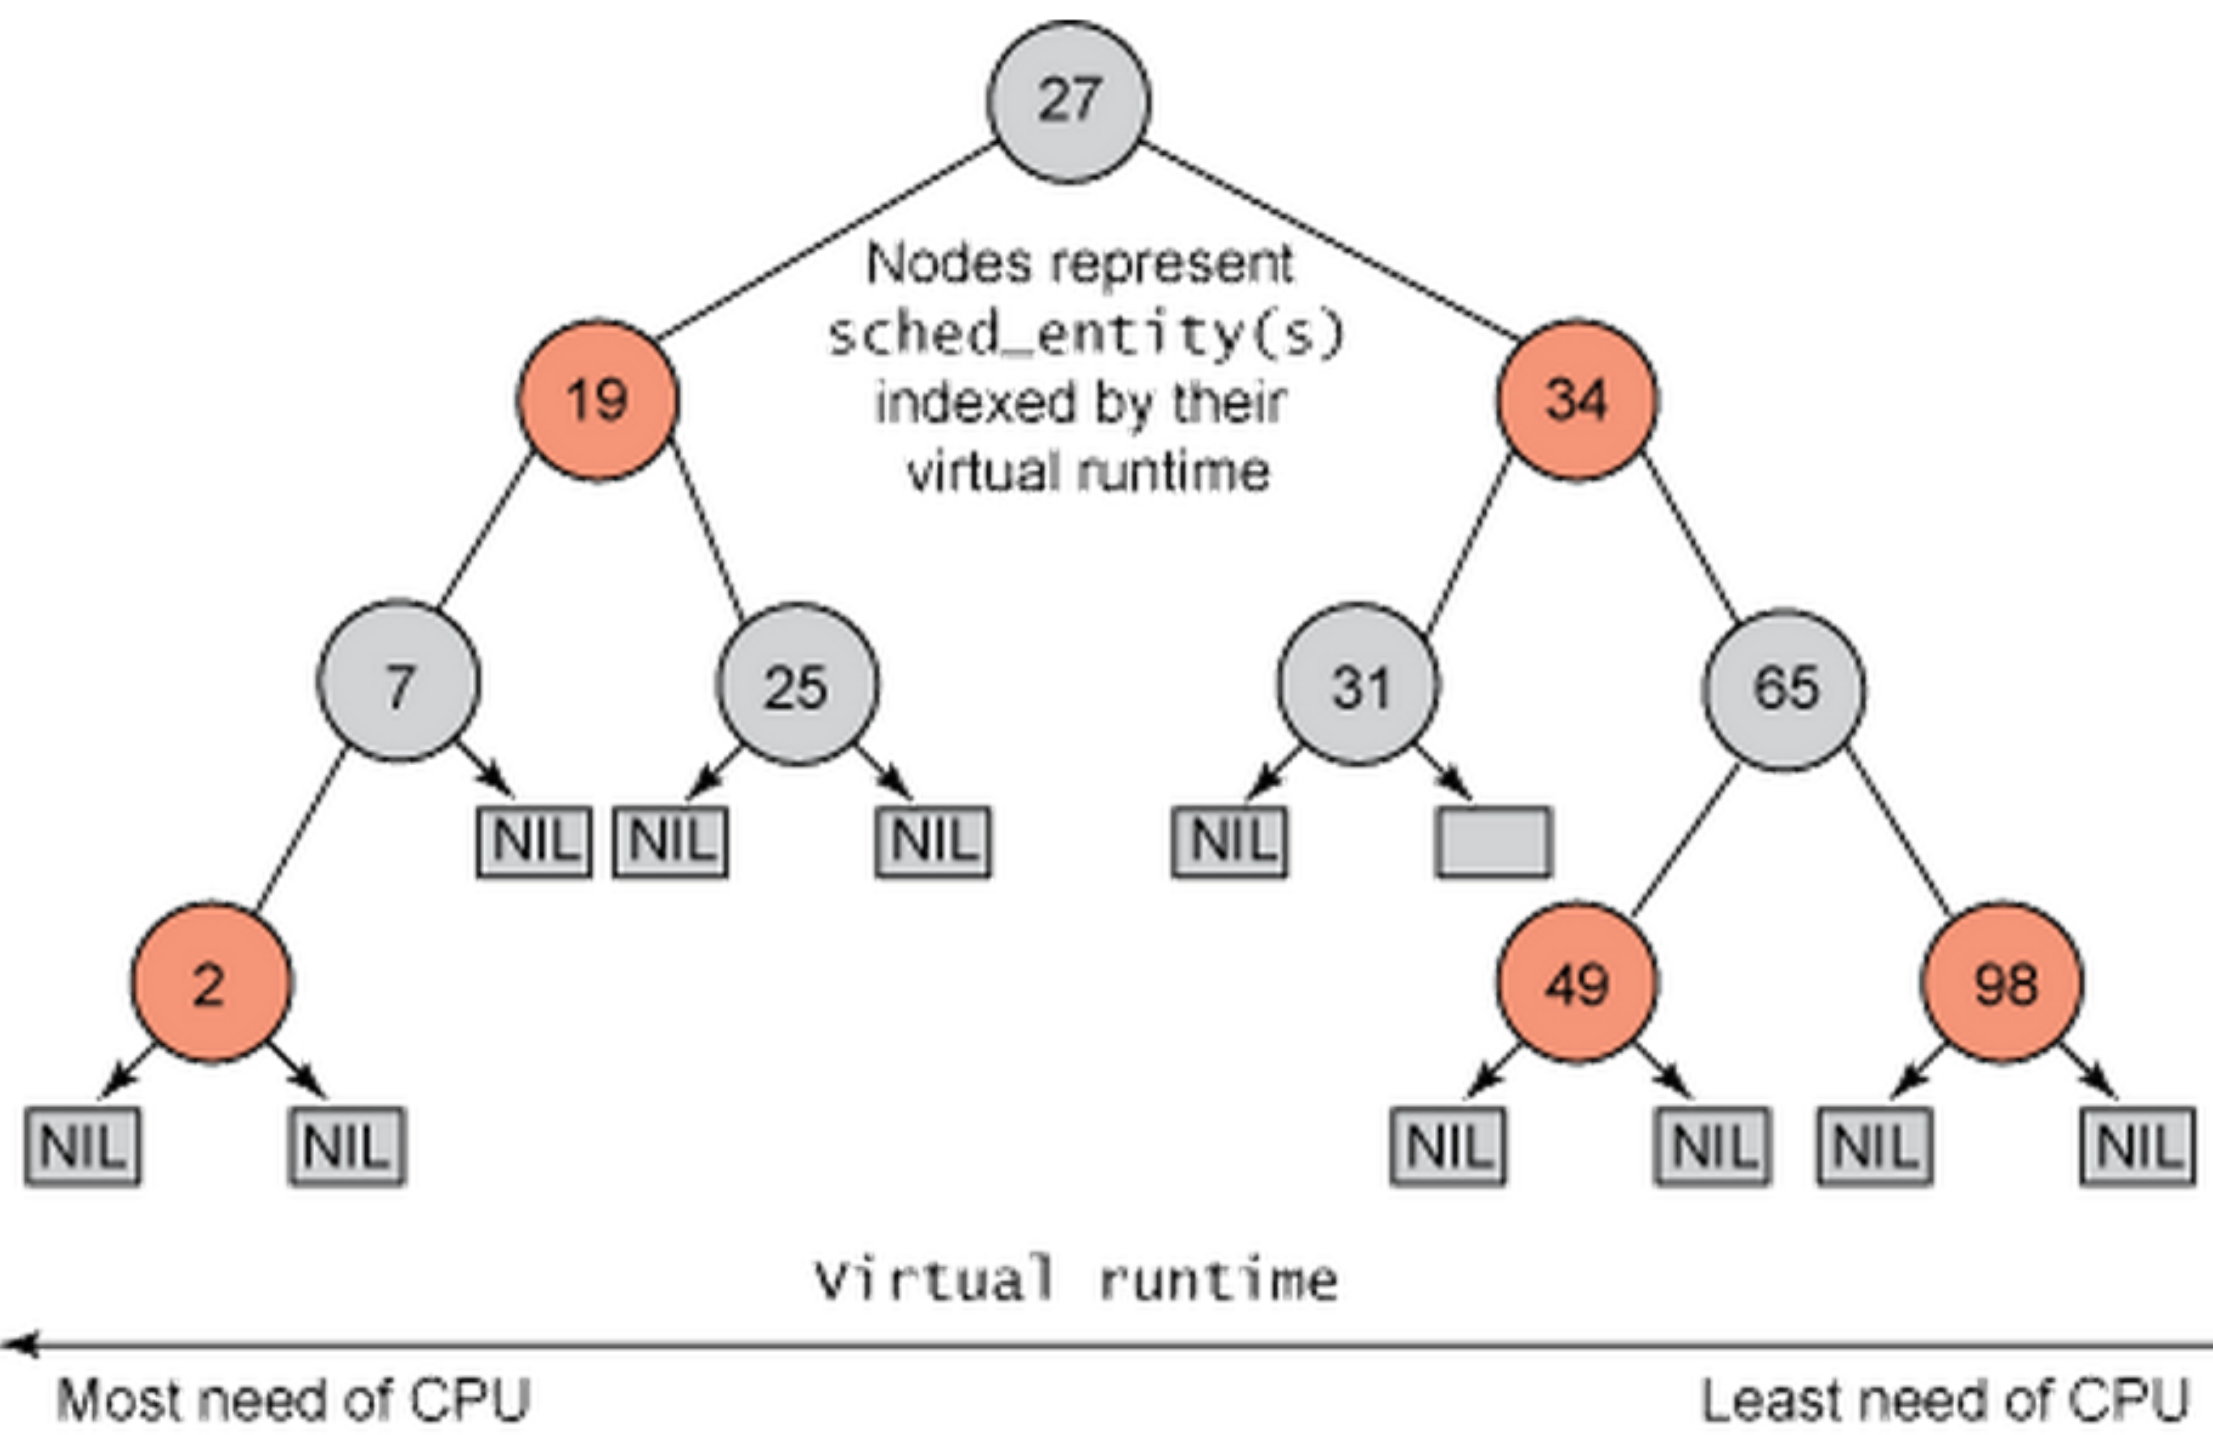 27
Nodes represent
sched_entity(s)
indexed by their
virtual runtime
19
34
7
25
31
65
NIL
NIL
NIL
NIL
2
49
98
NIL
NIL
NIL
NIL
NIL
NIL
Virtual runtime
Most need of CPU
Least need of CPU